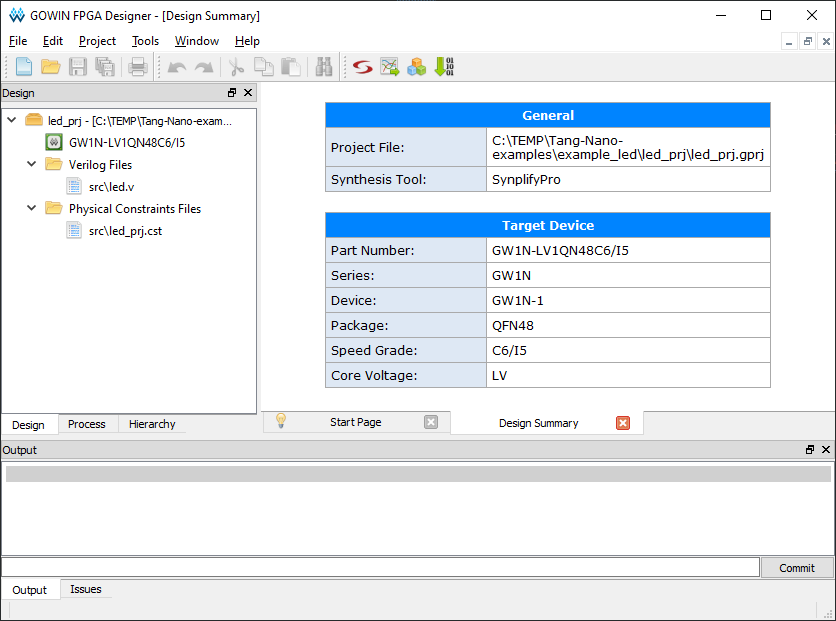 GOWIN FPGA Designer - [Design Summary]
File Edit Project Tools Window Help
Design
led_prj - [C:\TEMP\Tang-Nano-exam...
GW1N-LV1QN48C6/I5
Verilog Files
src\led.v
Physical Constraints Files
src\led_prj.cst
Design Process Hierarchy
General
Project File: C:\TEMP\Tang-Nano-
examples\example_led\led_prj\led_prj.gprj
Synthesis Tool: SynplifyPro
Target Device
Part Number: GW1N-LV1QN48C6/I5
Series: GW1N
Device: GW1N-1
Package: QFN48
Speed Grade: C6/I5
Core Voltage: LV
Start Page Design Summary
Output
Commit
Output Issues